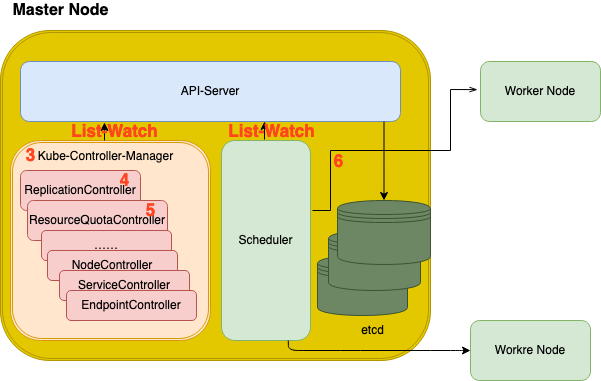 Master Node
API-Server
Worker Node
List-Watch
List-Watch
3
Kube-Controller-Manager
6
4
ReplicationController
5
ResourceQuotaController
Scheduler
......
NodeController
ServiceController
EndpointController
etcd
Workre Node